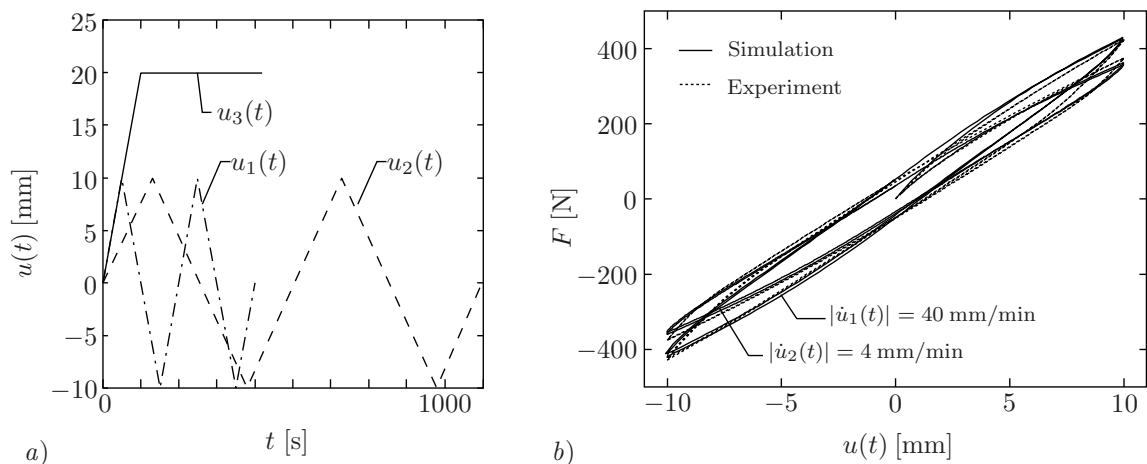 25
20
15
10
5
0
−5
−10
u(t) [mm]
u₃(t)
u₁(t)
u₂(t)
0
1000
t [s]
a)
400
200
0
−200
−400
F [N]
Simulation
Experiment
|u̇₁(t)| = 40 mm/min
|u̇₂(t)| = 4 mm/min
−10
−5
0
5
10
u(t) [mm]
b)